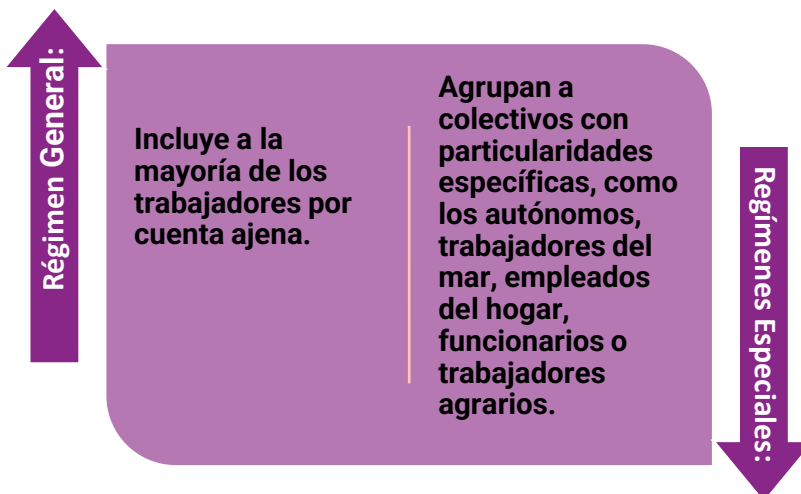 Régimen General:
Incluye a la
mayoría de los
trabajadores por
cuenta ajena.
Agrupan a
colectivos con
particularidades
específicas, como
los autónomos,
trabajadores del
mar, empleados
del hogar,
funcionarios o
trabajadores
agrarios.
Regímenes Especiales: